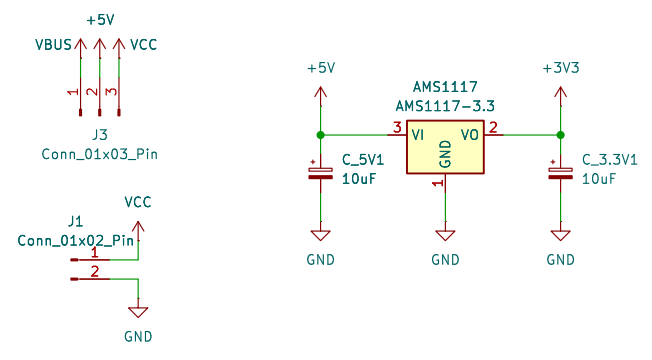 +5V
VBUS VCC
1 2 3
J3
Conn_01x03_Pin
VCC
J1
Conn_01x02_Pin
1
2
GND
+5V
+3V3
AMS1117
AMS1117-3.3
3 VI VO 2
GND
1
C_5V1
10uF
C_3.3V1
10uF
GND
GND
GND